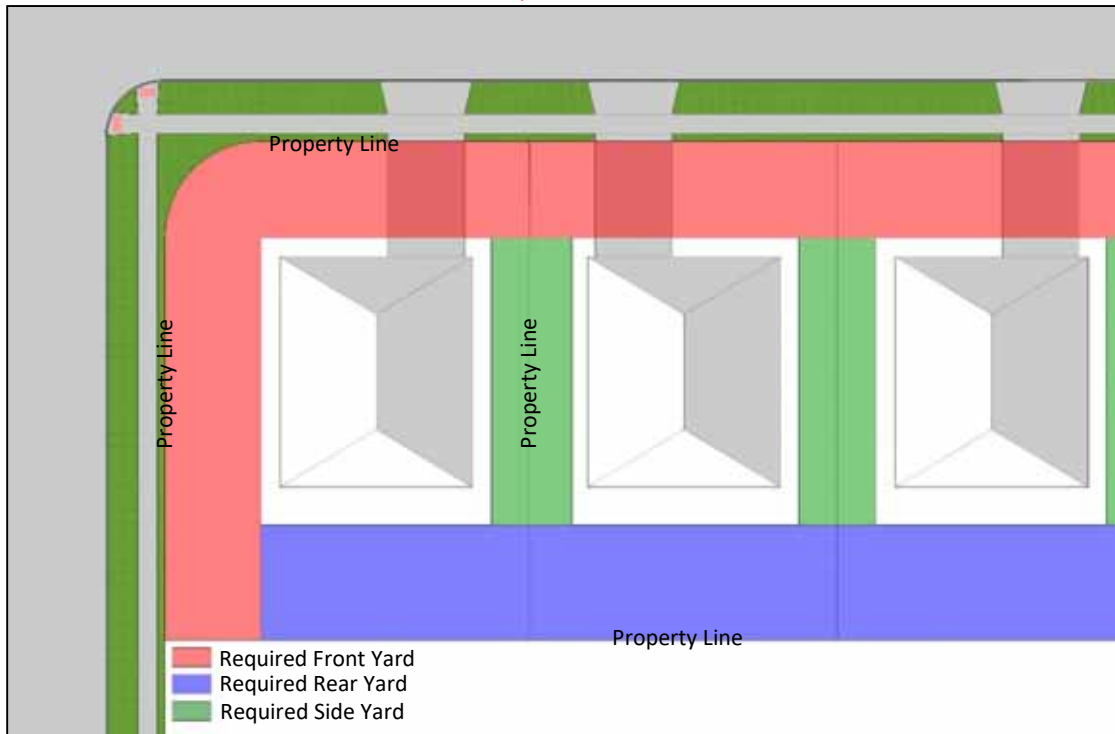 Property Line
Property Line
Property Line
Property Line
Required Front Yard
Required Rear Yard
Required Side Yard